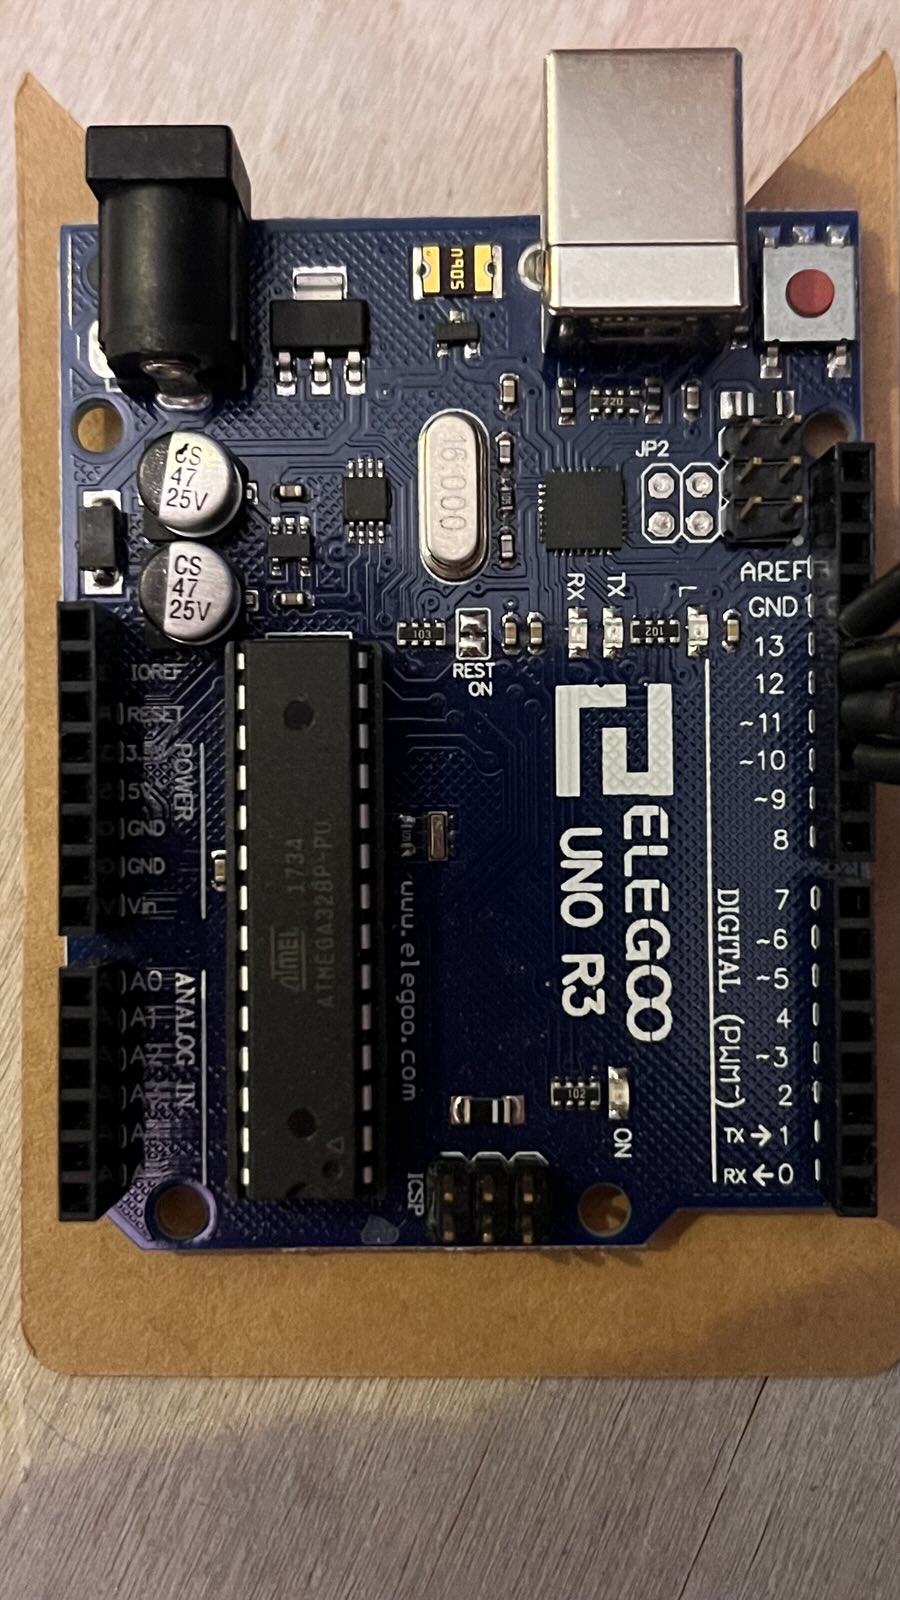 n905
220
CS
47
25V
16.000
JP2
CS
47
25V
AREF
GND
RX
TX
L
103
201
13
REST
ON
IOREF
12
RESET
~11
POWER
~10
5V
~9
GND
8
GND
Vin
ELEGOO
UNO R3
1734
ATMEL
ATMEGA328P-PU
www.elegoo.com
DIGITAL (PWM~)
7
~6
~5
4
~3
2
TX→1
RX←0
ANALOG IN
A0
A1
102
ON
ICSP